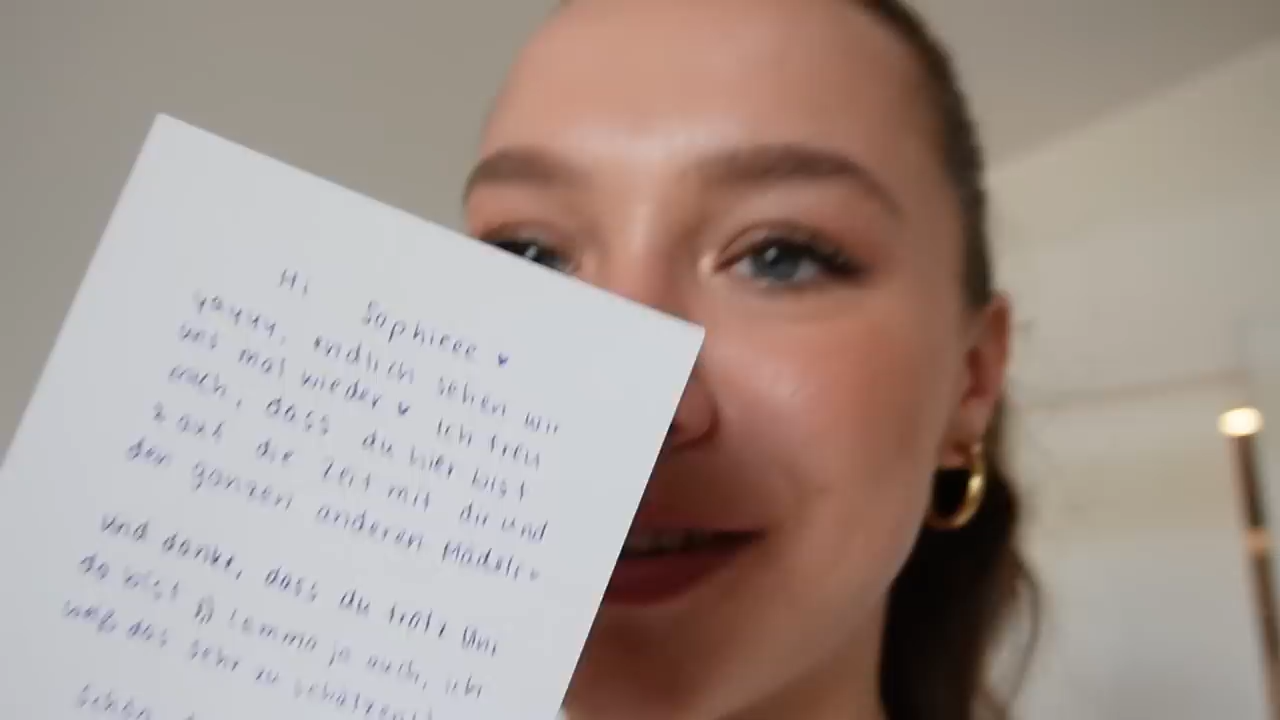 Hi Sophieee ♥
yayyy, endlich sehen wir
uns mal wieder ♥ Ich freu
mich, dass du hier bist
& auf die Zeit mit dir und
den ganzen anderen Mädels ♥
und danke, dass du trotz Uni
da bist Lemma ja auch, ich
weiß das sehr zu schätzen
Schön